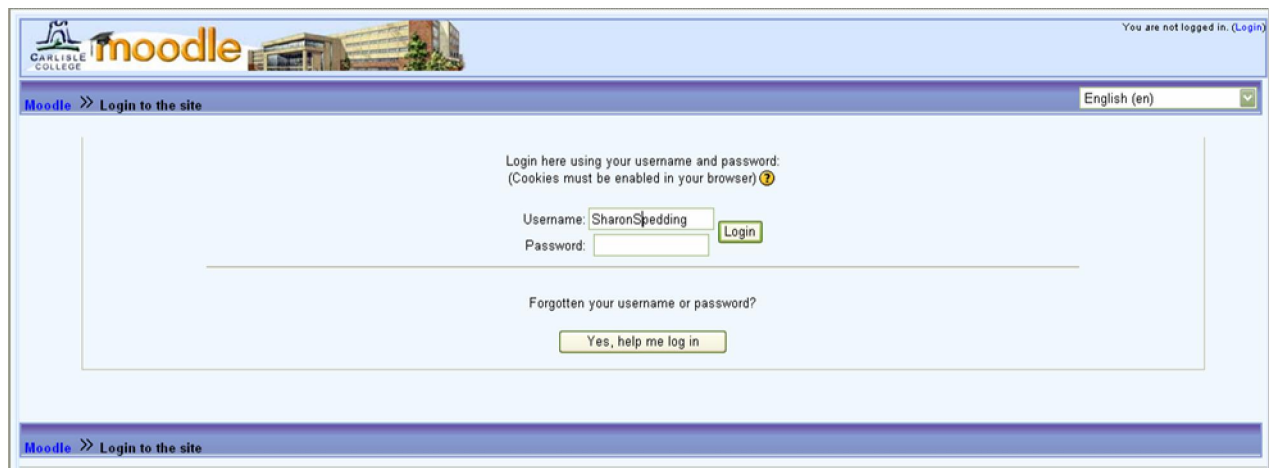 CARLISLE
COLLEGE
moodle
You are not logged in. (Login)
Moodle >> Login to the site
English (en)
Login here using your username and password:
(Cookies must be enabled in your browser) ?
Username: SharonSpedding
Login
Password:
Forgotten your username or password?
Yes, help me log in
Moodle >> Login to the site